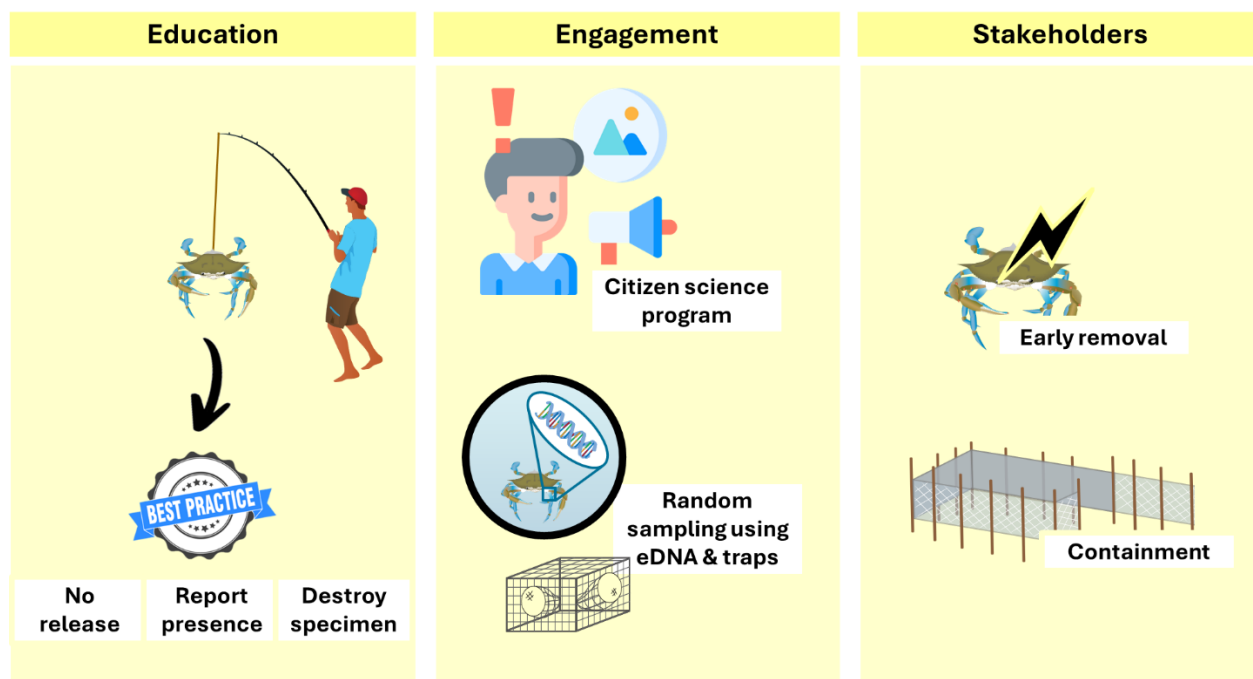 Education
BEST PRACTICE
No
release
Report
presence
Destroy
specimen
Engagement
Citizen science
program
Random
sampling using
eDNA & traps
Stakeholders
Early removal
Containment